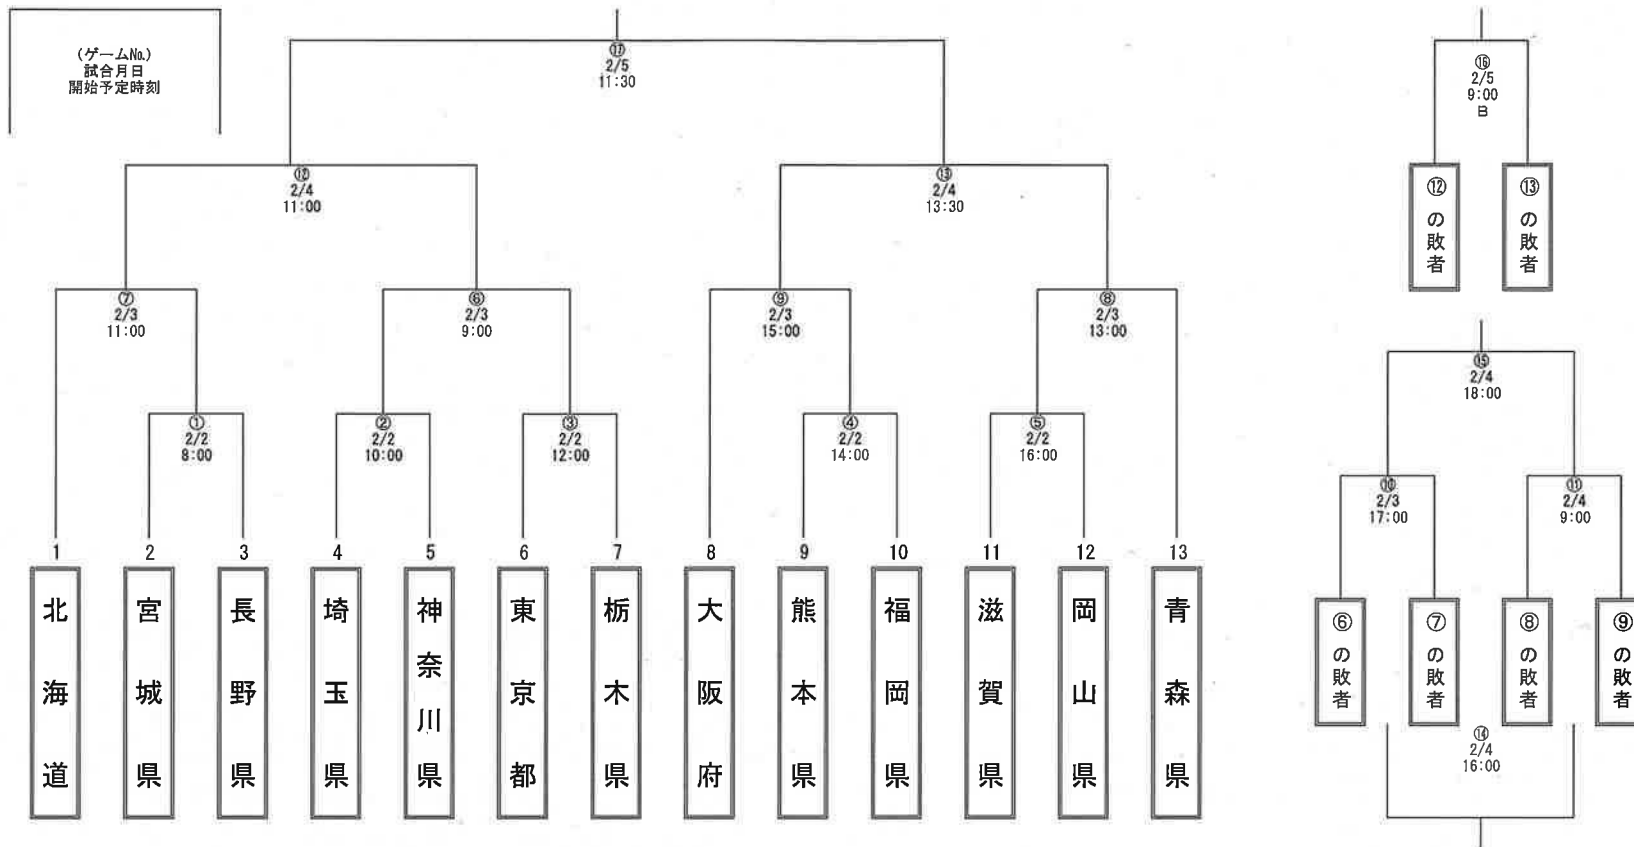 (ゲームNo.)
試合月日
開始予定時刻
⑰
2/5
11:30
⑫
2/4
11:00
⑬
2/4
13:30
⑦
2/3
11:00
⑥
2/3
9:00
⑨
2/3
15:00
⑧
2/3
13:00
①
2/2
8:00
②
2/2
10:00
③
2/2
12:00
④
2/2
14:00
⑤
2/2
16:00
1
2
3
4
5
6
7
8
9
10
11
12
13
北海道
宮城県
長野県
埼玉県
神奈川県
東京都
栃木県
大阪府
熊本県
福岡県
滋賀県
岡山県
青森県
⑯
2/5
9:00
B
⑫の敗者
⑬の敗者
⑮
2/4
18:00
⑩
2/3
17:00
⑪
2/4
9:00
⑥の敗者
⑦の敗者
⑧の敗者
⑨の敗者
⑭
2/4
16:00